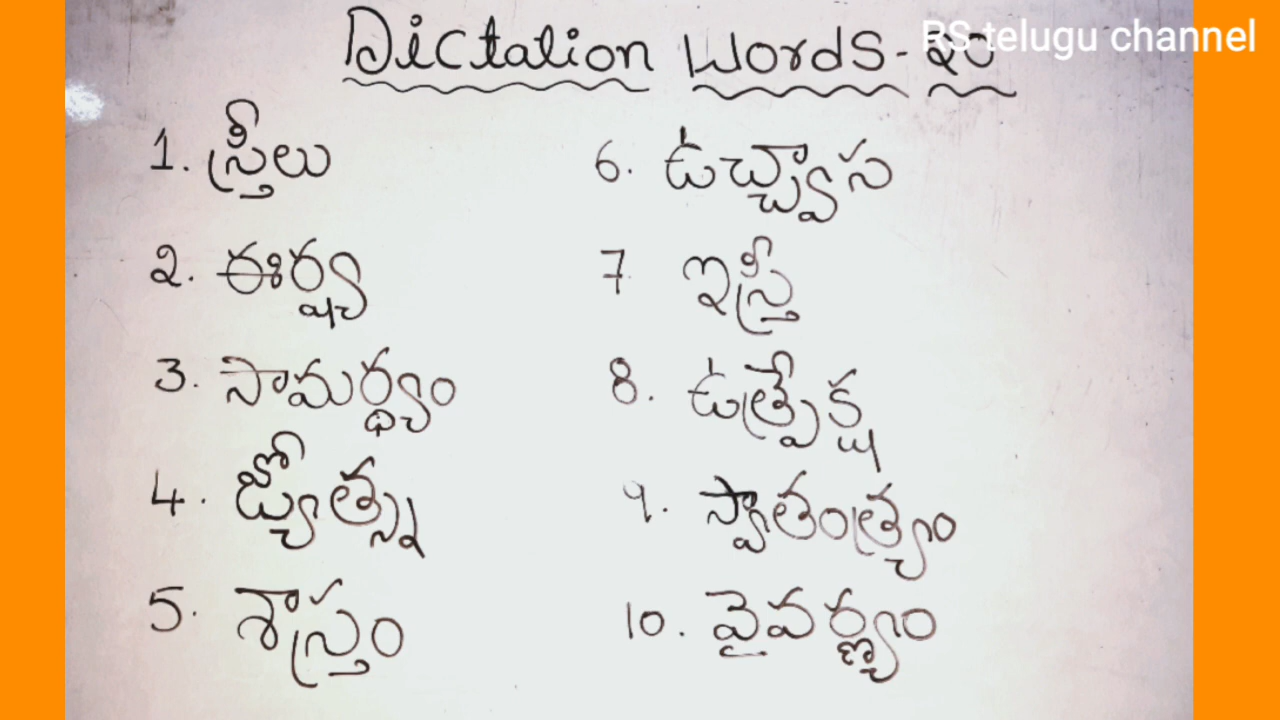 RS telugu channel
Dictation Words -
1. స్త్రీలు
2. ఈర్ష్య
3. సామర్థ్యం
4. జ్యోత్స్న
5. శాస్త్రం
6. ఉచ్చ్వాస
7 ఇస్త్రీ
8. ఉత్ప్రేక్ష
9. స్వాతంత్ర్యం
10. వైవర్ణ్యం